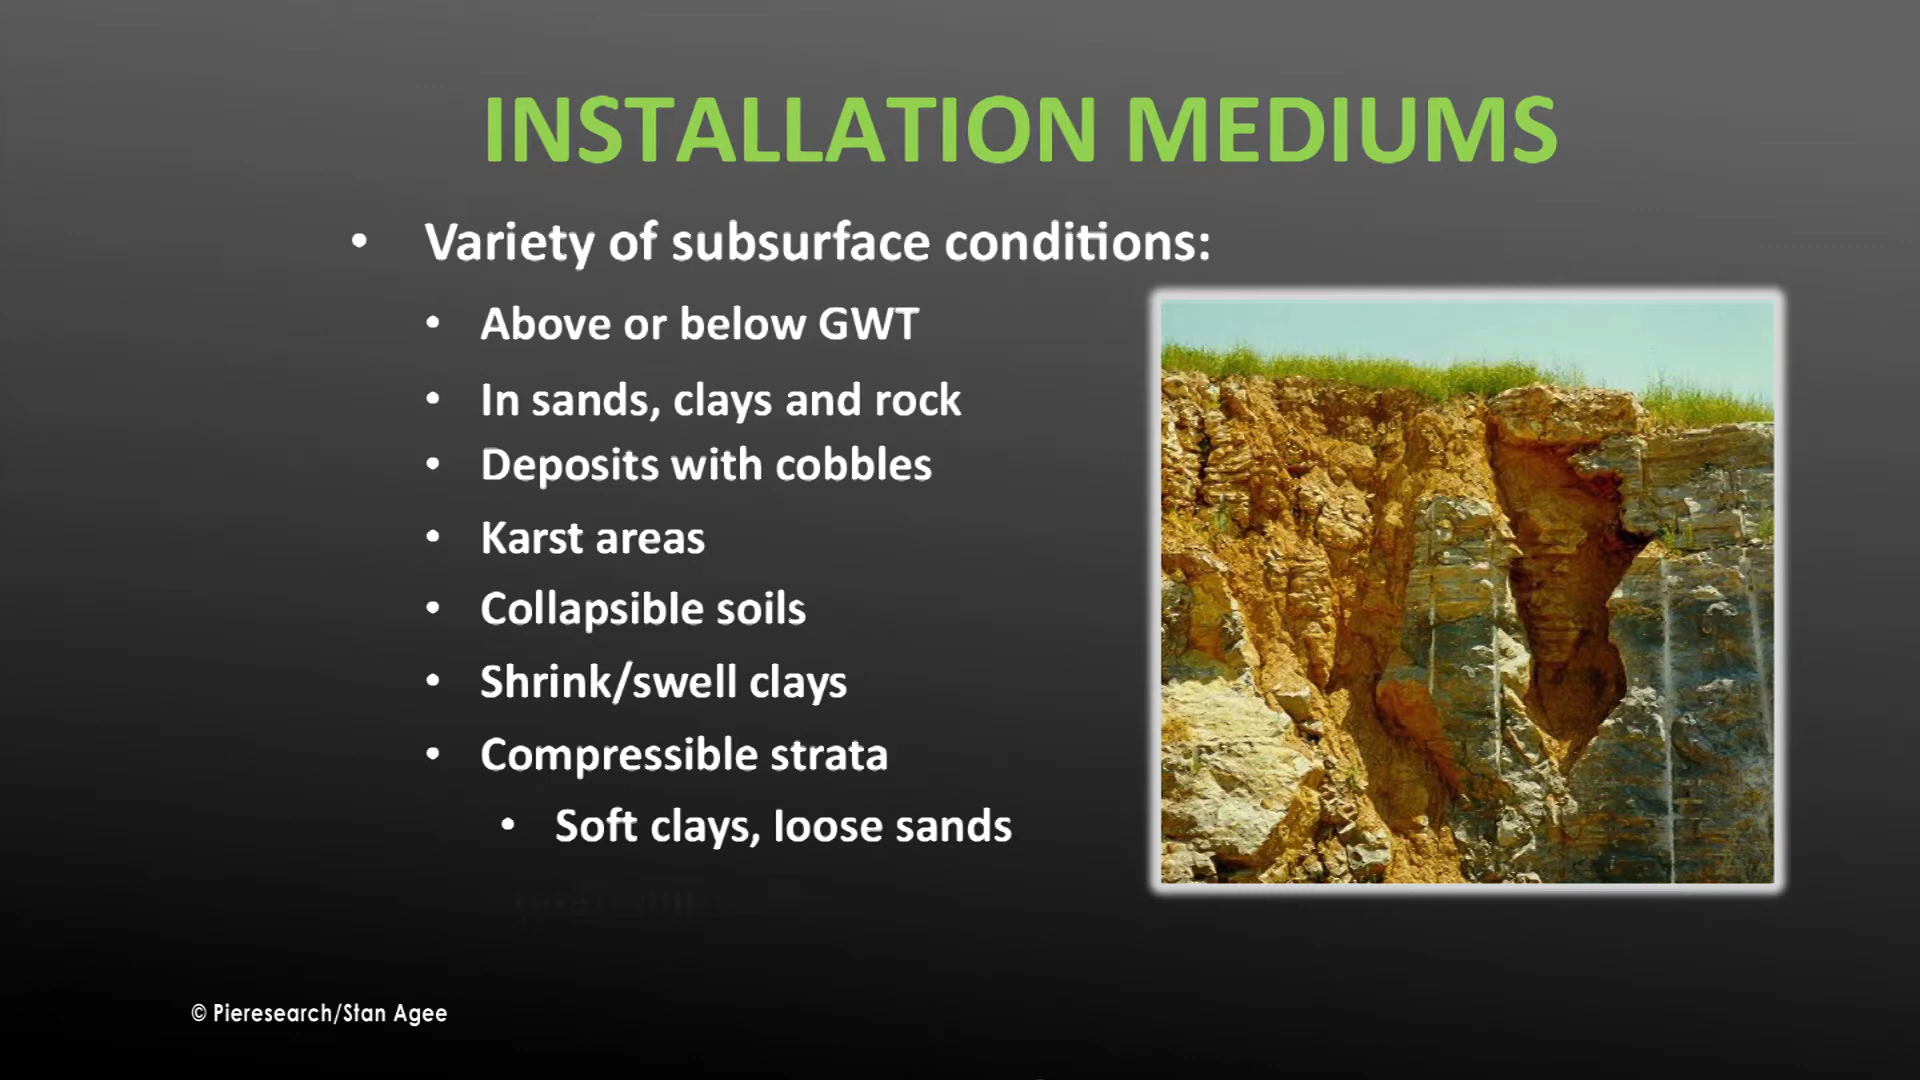 INSTALLATION MEDIUMS
• Variety of subsurface conditions:
• Above or below GWT
• In sands, clays and rock
• Deposits with cobbles
• Karst areas
• Collapsible soils
• Shrink/swell clays
• Compressible strata
• Soft clays, loose sands
© Pieresearch/Stan Agee